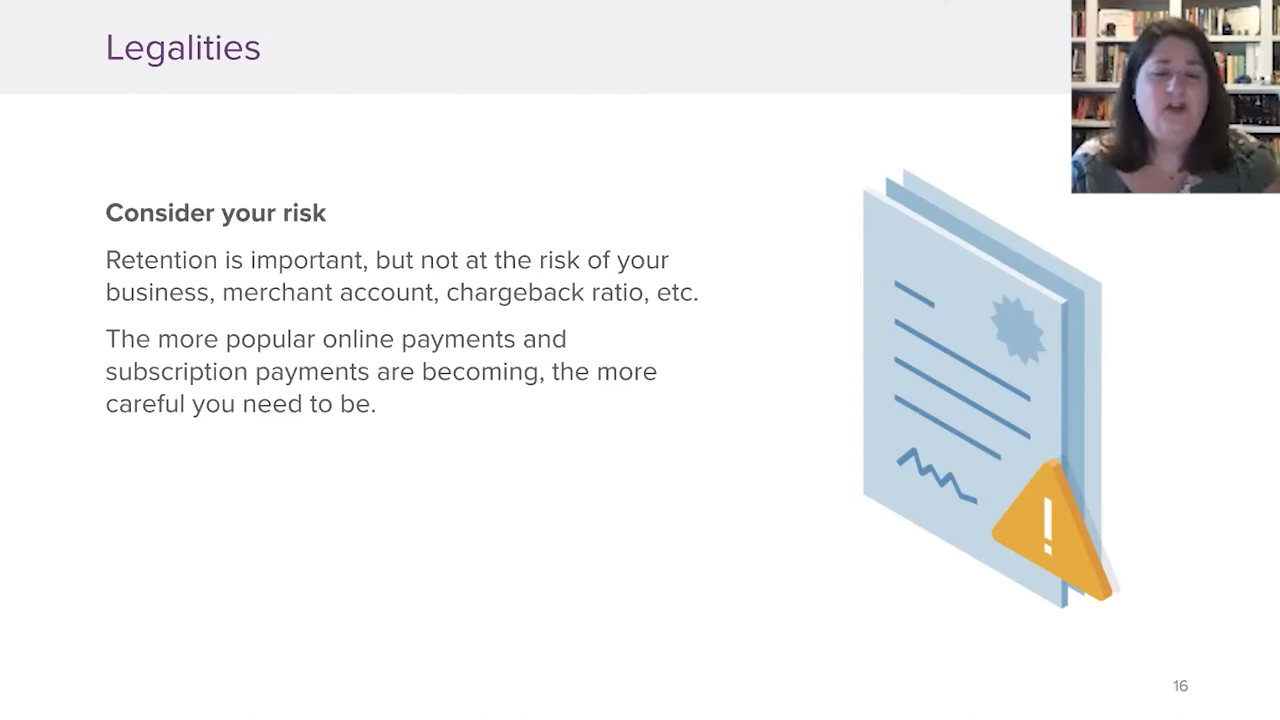 Legalities
Consider your risk
Retention is important, but not at the risk of your
business, merchant account, chargeback ratio, etc.
The more popular online payments and
subscription payments are becoming, the more
careful you need to be.
!
16